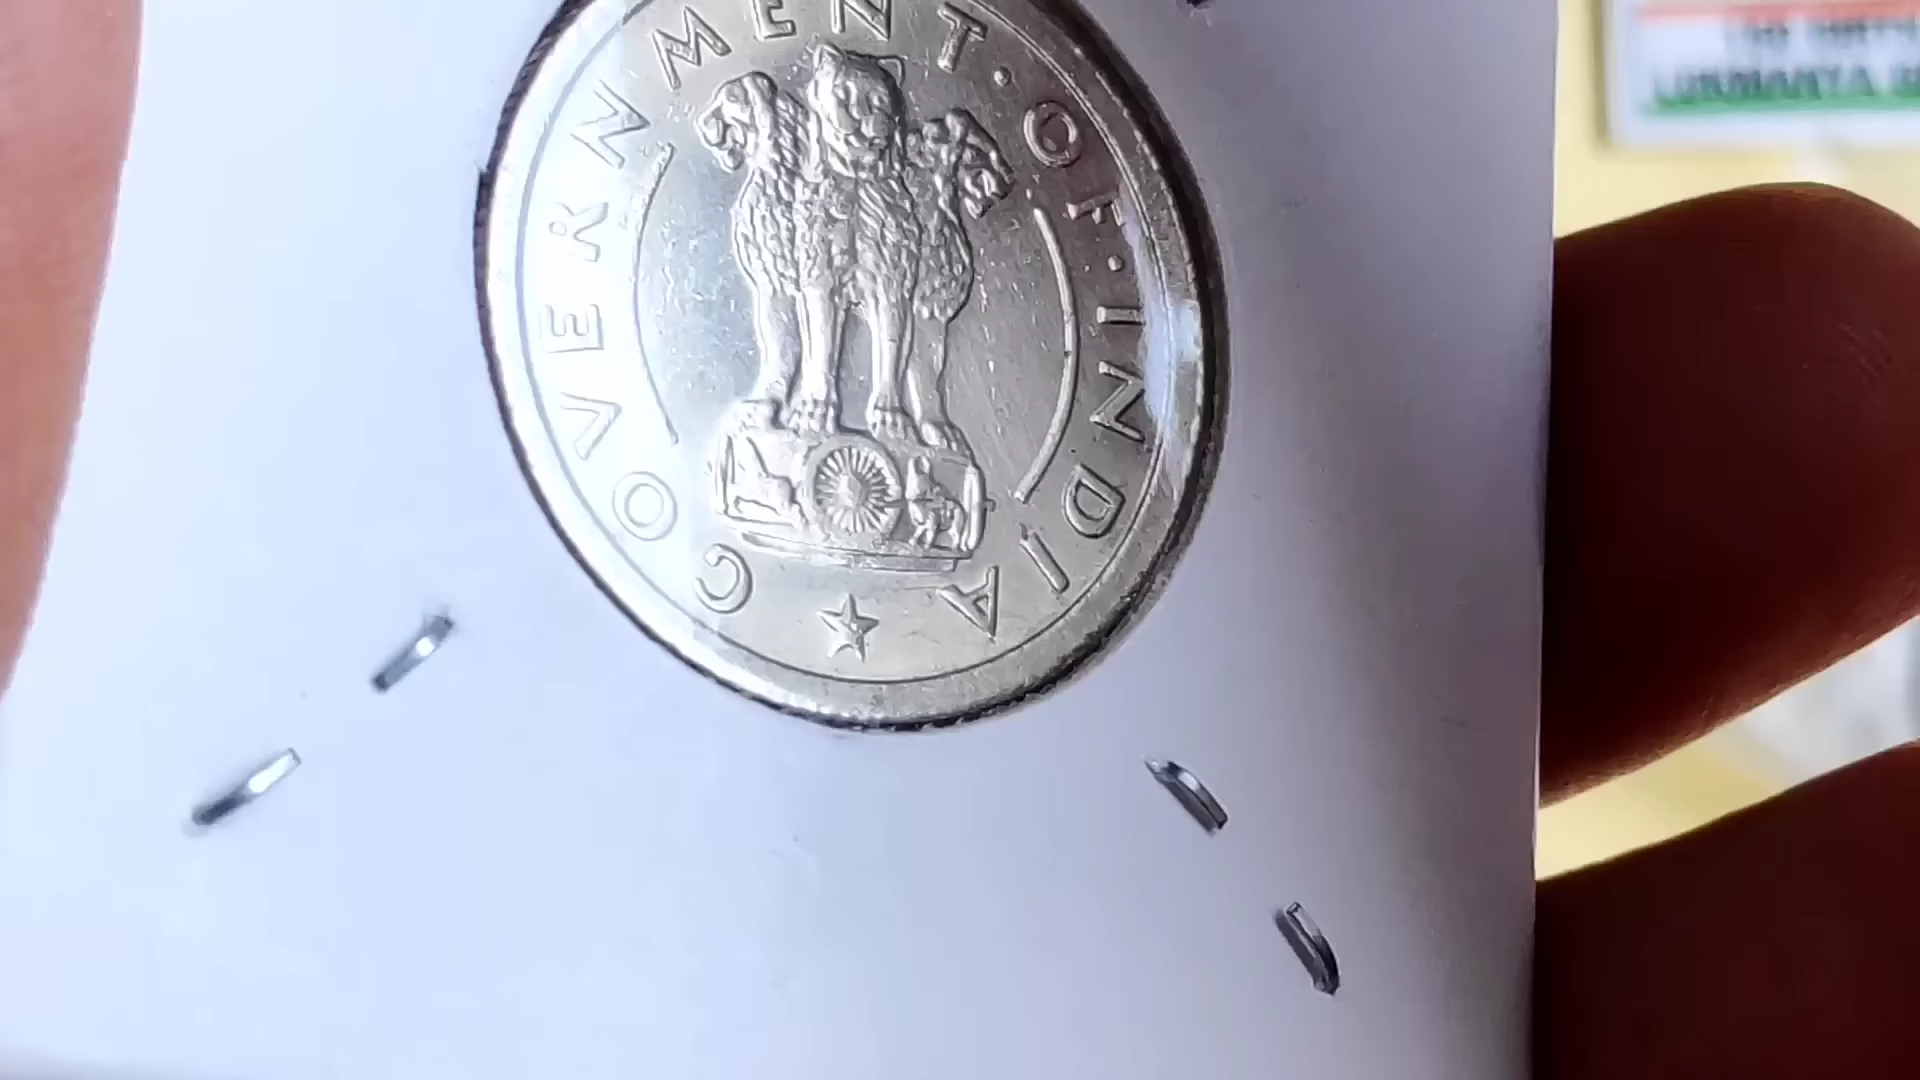 GOVERNMENT · OF · INDIA